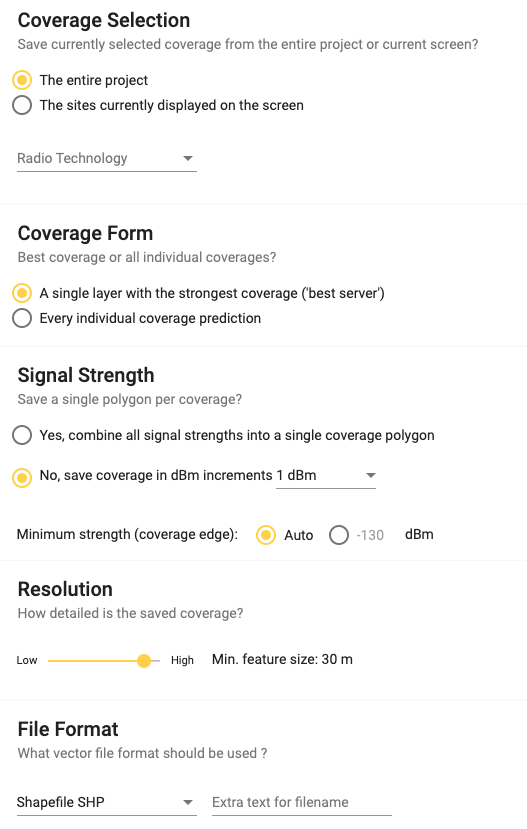 Coverage Selection
Save currently selected coverage from the entire project or current screen?
The entire project
The sites currently displayed on the screen
Radio Technology
Coverage Form
Best coverage or all individual coverages?
A single layer with the strongest coverage ('best server')
Every individual coverage prediction
Signal Strength
Save a single polygon per coverage?
Yes, combine all signal strengths into a single coverage polygon
No, save coverage in dBm increments 1 dBm
Minimum strength (coverage edge): Auto -130 dBm
Resolution
How detailed is the saved coverage?
Low High Min. feature size: 30 m
File Format
What vector file format should be used ?
Shapefile SHP Extra text for filename